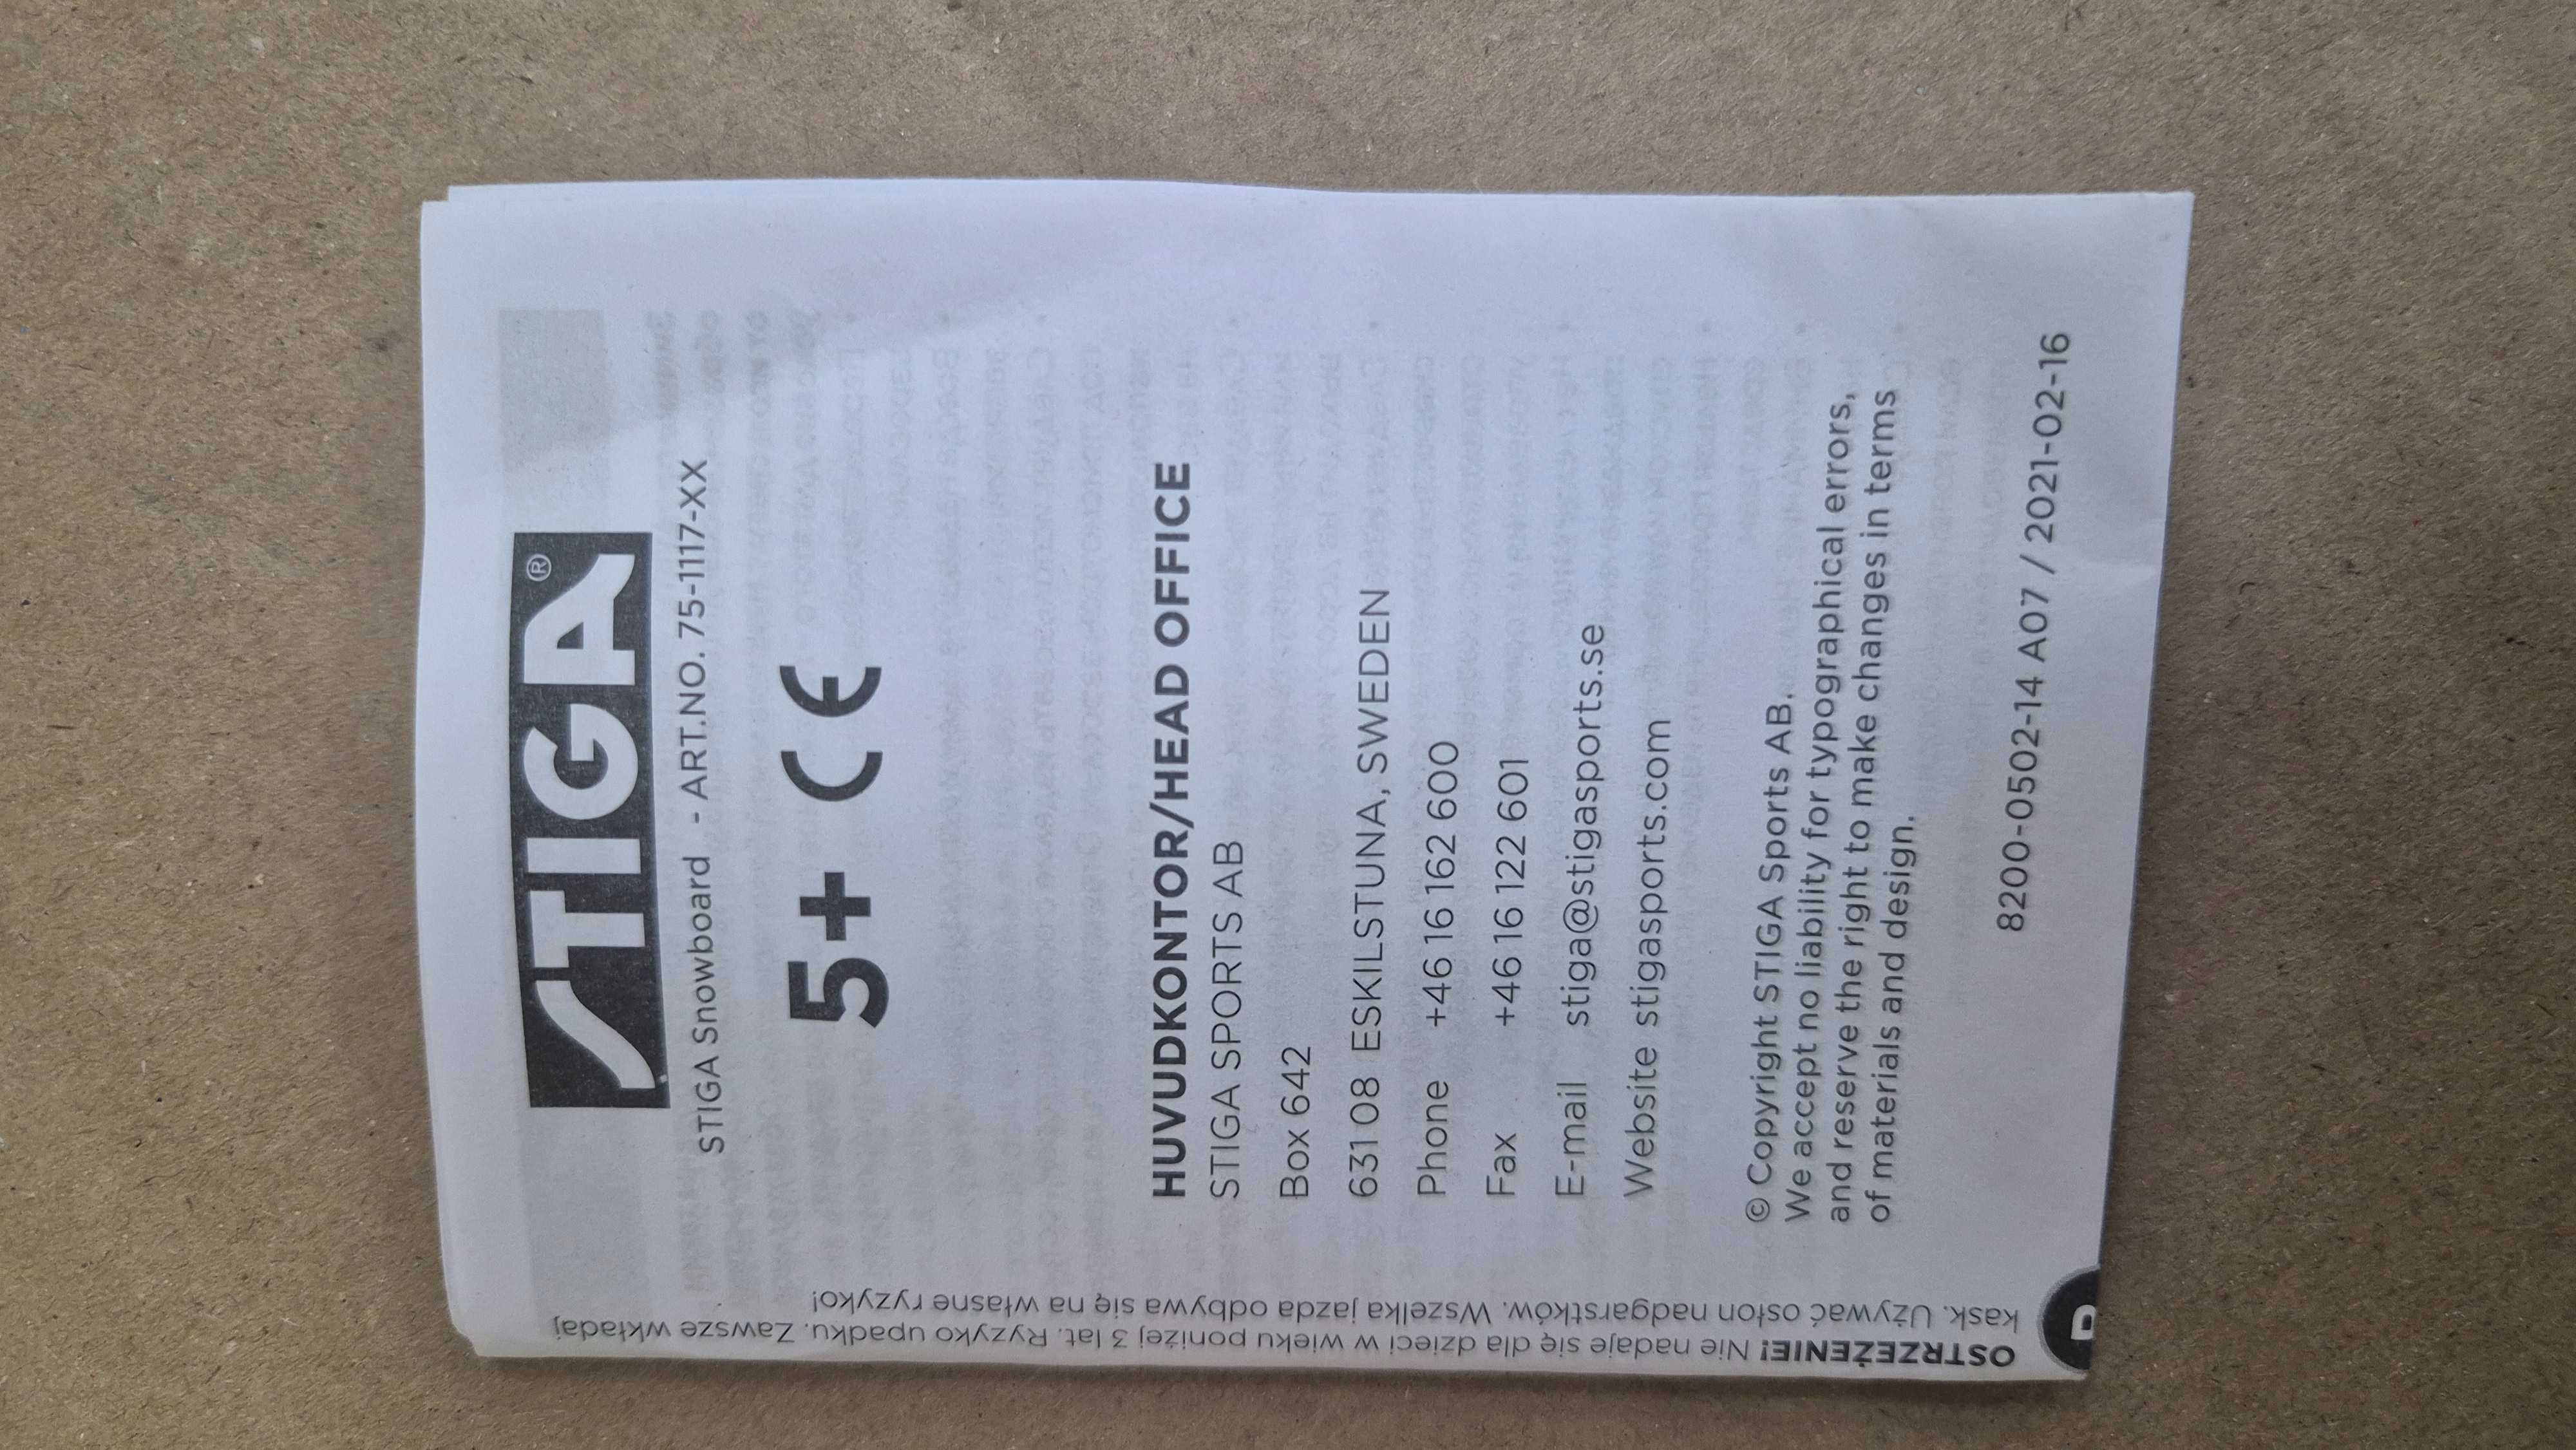 STIGA®
STIGA Snowboard - ART.NO. 75-1117-XX
5+ CE
HUVUDKONTOR/HEAD OFFICE
STIGA SPORTS AB
Box 642
631 08 ESKILSTUNA, SWEDEN
Phone +46 16 162 600
Fax +46 16 122 601
E-mail stiga@stigasports.se
Website stigasports.com
© Copyright STIGA Sports AB.
We accept no liability for typographical errors,
and reserve the right to make changes in terms
of materials and design.
8200-0502-14 A07 / 2021-02-16
OSTRZEŻENIE! Nie nadaje się dla dzieci w wieku poniżej 3 lat. Ryzyko upadku. Zawsze wkładaj
kask. Używać osłon nadgarstków. Wszelka jazda odbywa się na własne ryzyko!